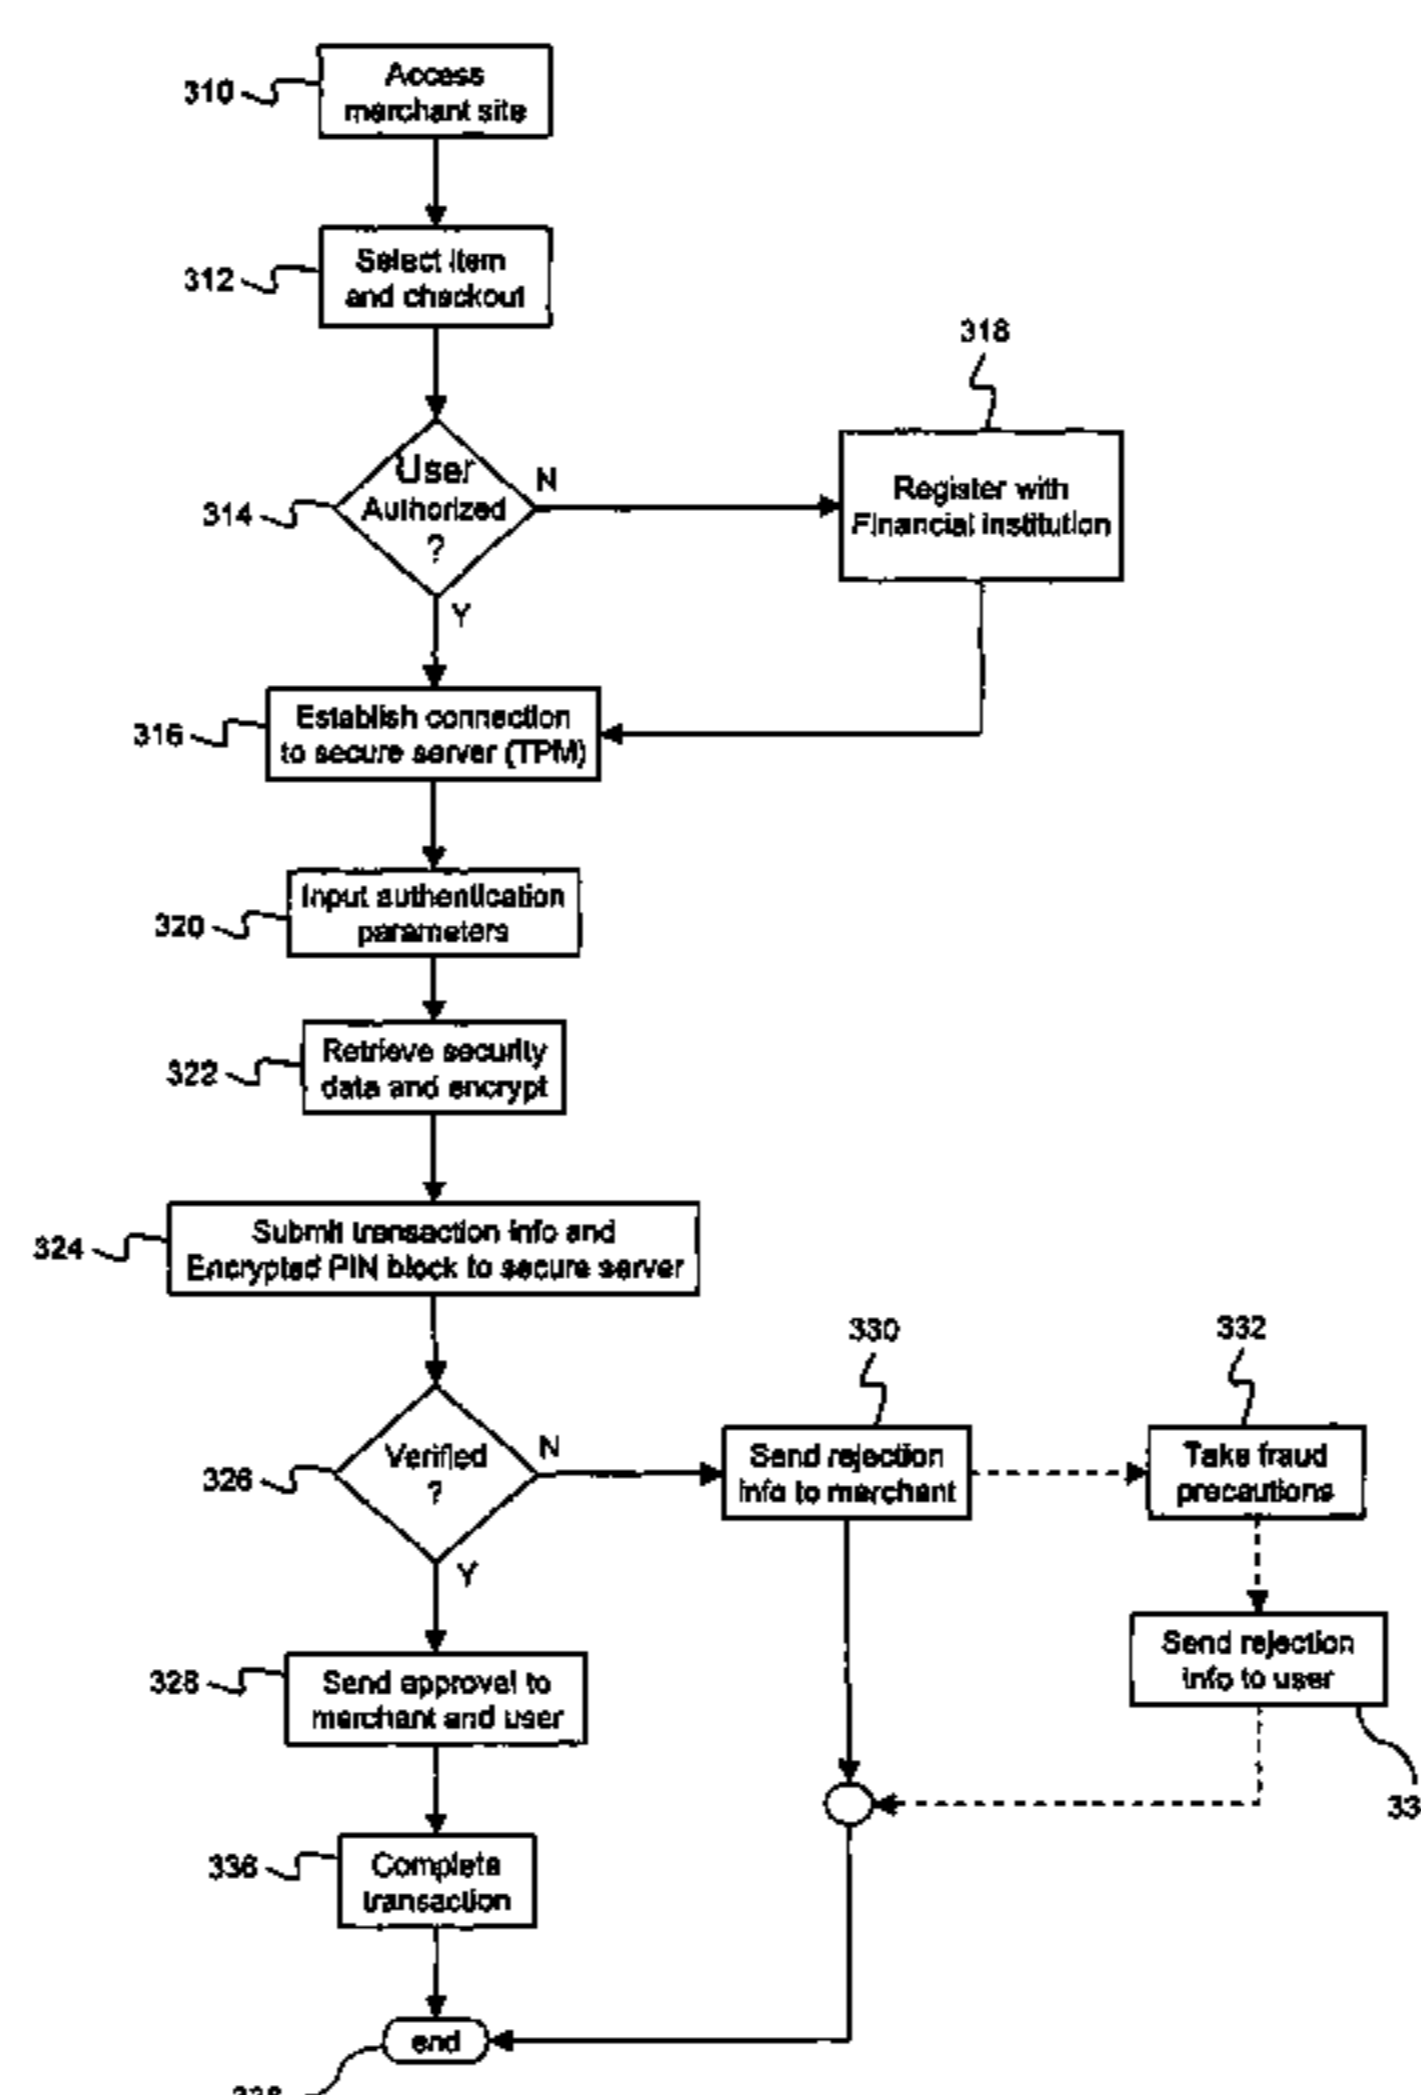 310
Access
merchant site
312
Select item
and checkout
318
314
User
Authorized
?
N
Register with
Financial institution
Y
316
Establish connection
to secure server (TPM)
320
Input authentication
parameters
322
Retrieve security
data and encrypt
324
Submit transaction info and
Encrypted PIN block to secure server
330
332
326
Verified
?
N
Send rejection
info to merchant
Take fraud
precautions
Y
Send rejection
info to user
328
Send approval to
merchant and user
33
336
Complete
transaction
end